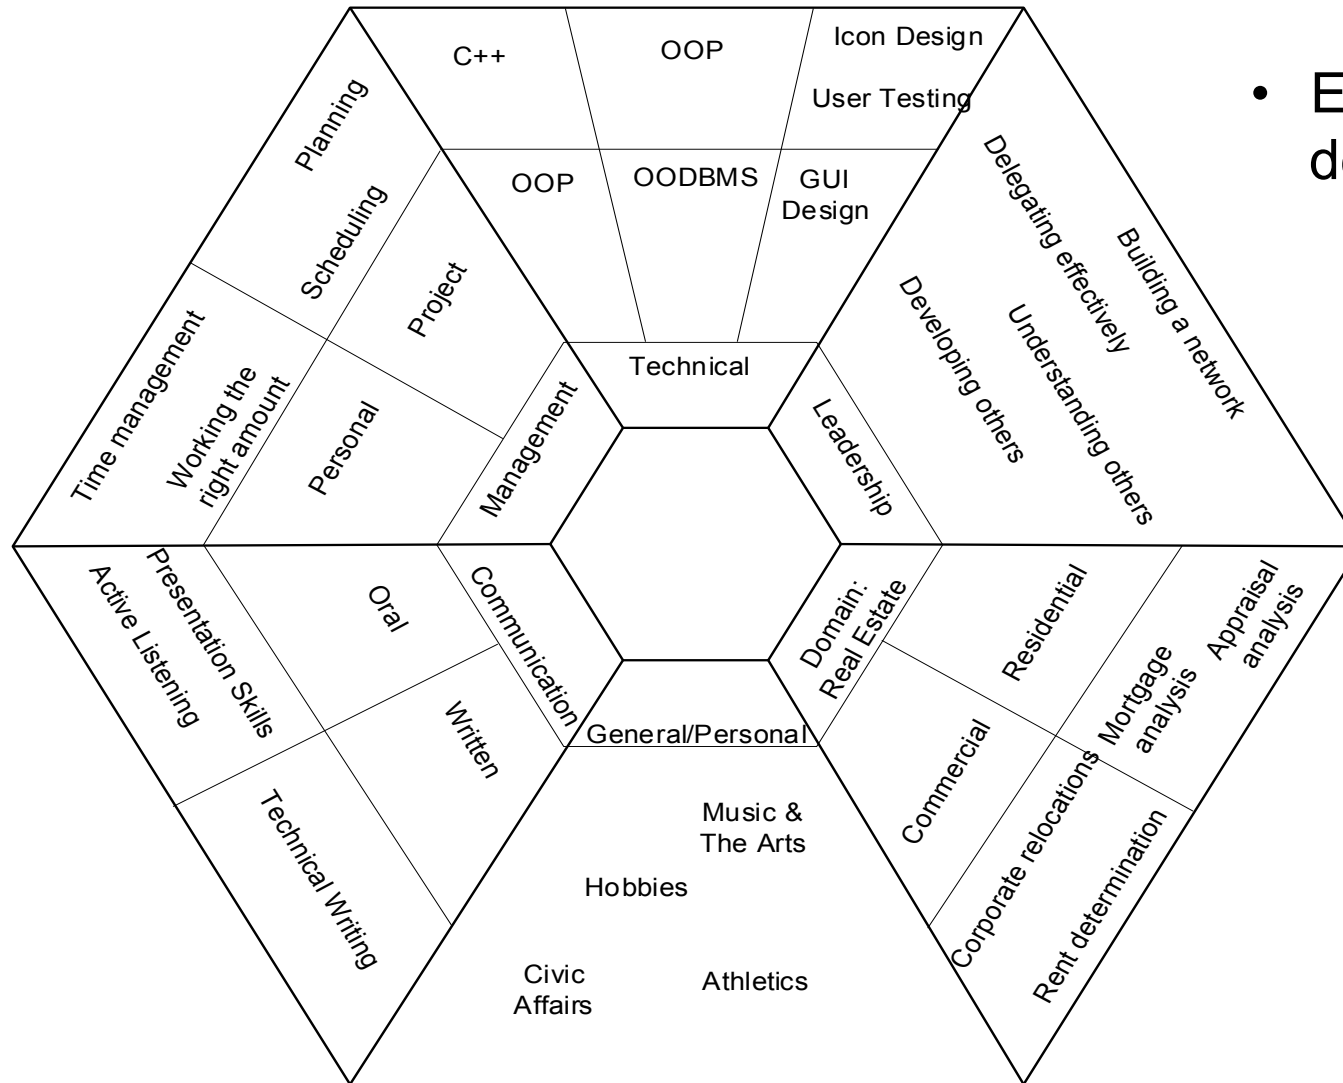 C++
OOP
Icon Design
User Testing
OOP
OODBMS
GUI
Design
Technical
Planning
Scheduling
Project
Time management
Working the
right amount
Personal
Management
Delegating effectively
Building a network
Developing others
Understanding others
Leadership
Presentation Skills
Active Listening
Oral
Communication
Written
Technical Writing
Domain:
Real Estate
Residential
Appraisal
analysis
Mortgage
analysis
Commercial
Corporate relocations
Rent determination
General/Personal
Music &
The Arts
Hobbies
Civic
Affairs
Athletics